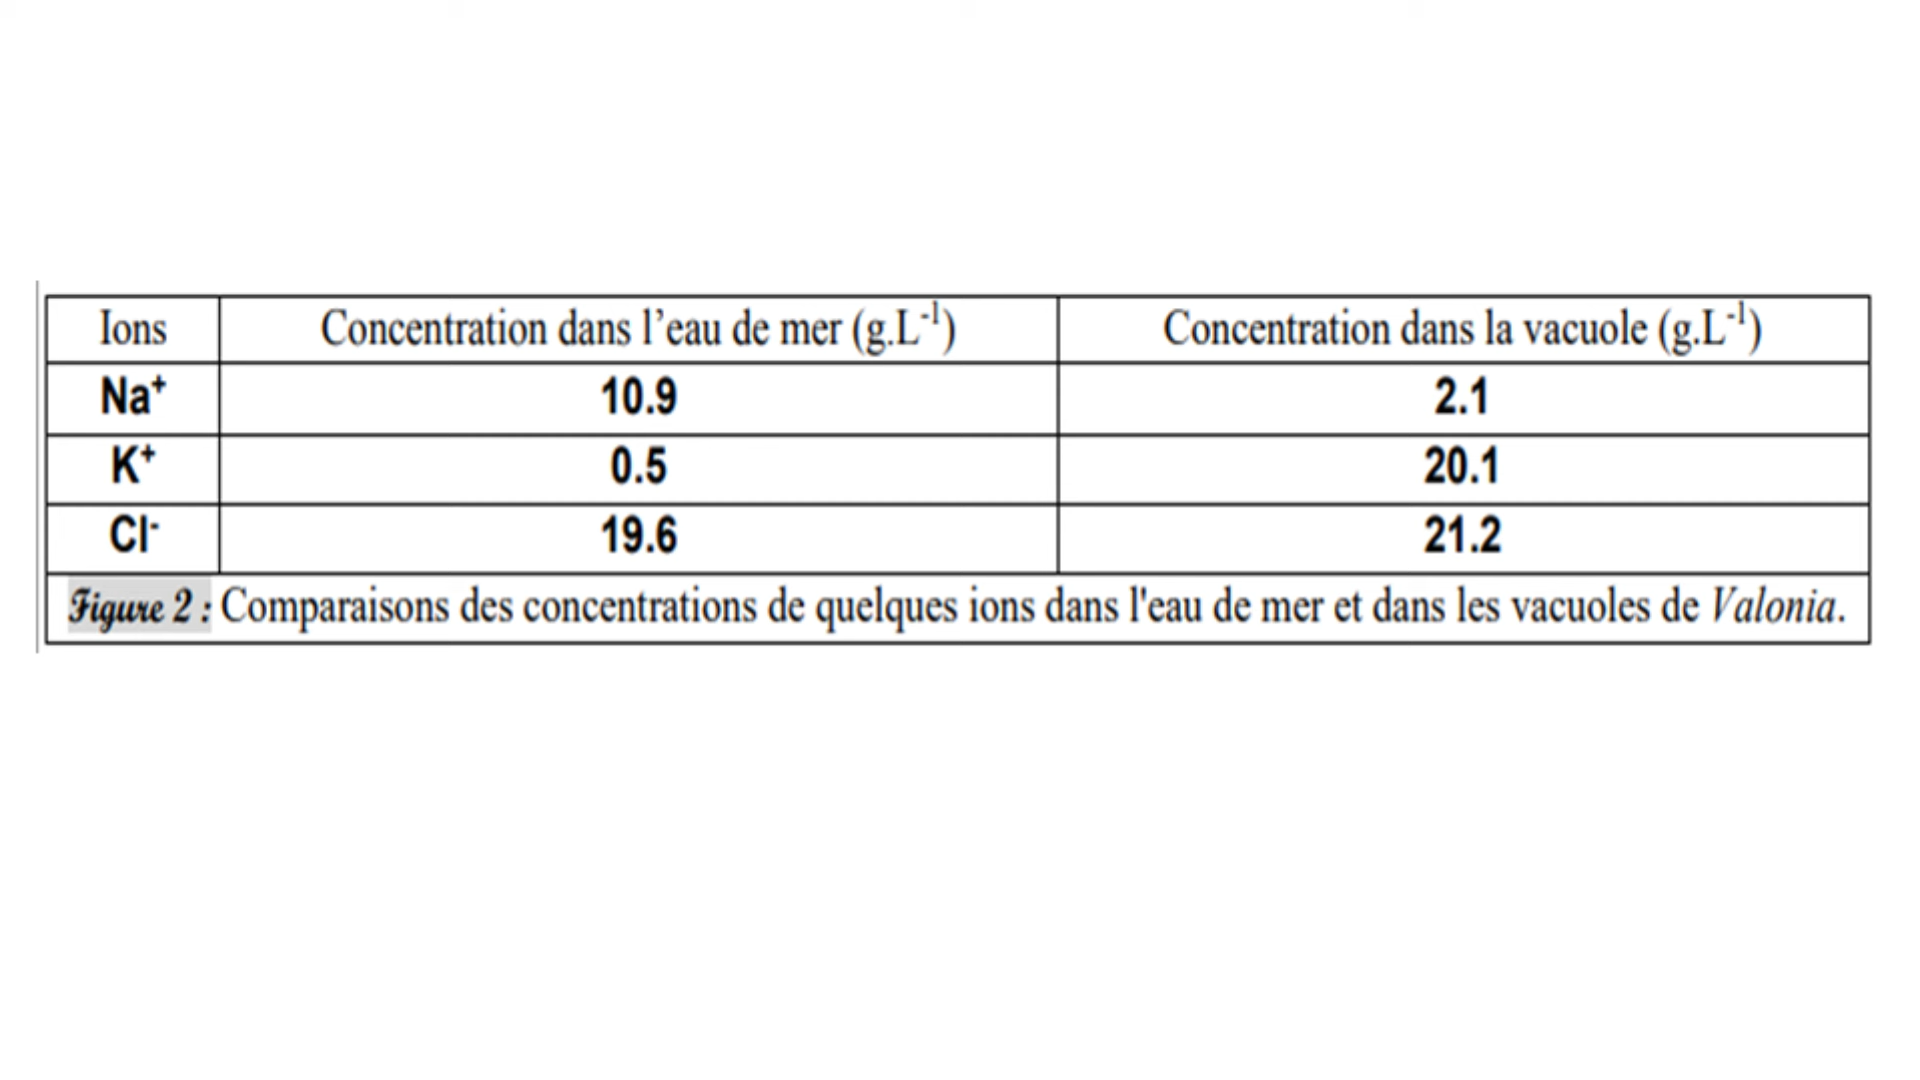 Ions Concentration dans l’eau de mer (g.L⁻¹) Concentration dans la vacuole (g.L⁻¹)
Na⁺ 10.9 2.1
K⁺ 0.5 20.1
Cl⁻ 19.6 21.2
Figure 2 : Comparaisons des concentrations de quelques ions dans l'eau de mer et dans les vacuoles de Valonia.